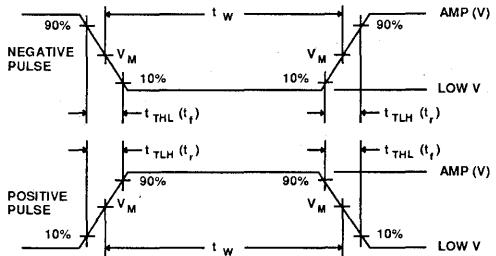 t W
AMP (V)
90% 90%
NEGATIVE PULSE
V M V M
10% 10%
LOW V
t THL (t f) t TLH (t r)
t TLH (t r) t THL (t f)
AMP (V)
90% 90%
POSITIVE PULSE
V M V M
10% 10%
t W
LOW V